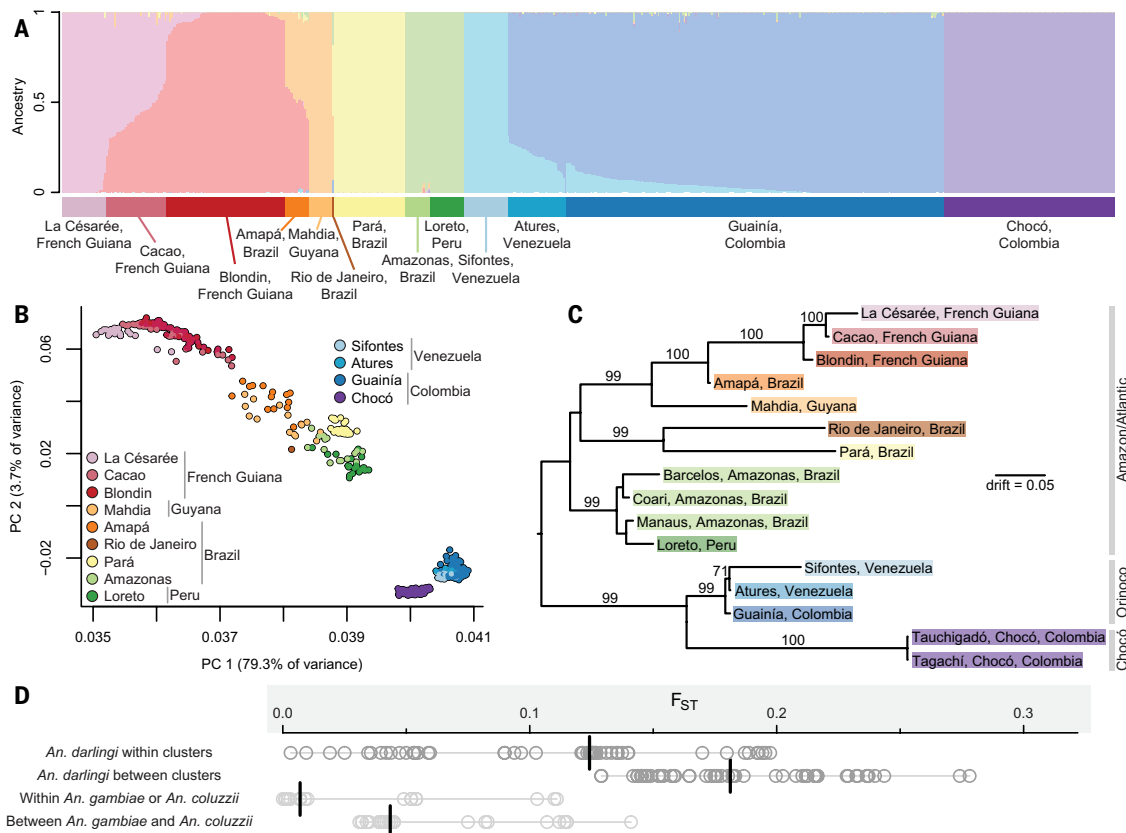 A
1
0.5
0
Ancestry
La Césarée,
French Guiana
Cacao,
French Guiana
Blondin,
French Guiana
Amapá,
Brazil
Mahdia,
Guyana
Rio de Janeiro,
Brazil
Pará,
Brazil
Amazonas,
Brazil
Loreto,
Peru
Sifontes,
Venezuela
Atures,
Venezuela
Guainía,
Colombia
Chocó,
Colombia
B
0.06
0.02
−0.02
PC 2 (3.7% of variance)
Sifontes
Atures
Venezuela
Guainía
Chocó
Colombia
La Césarée
Cacao
Blondin
French Guiana
Mahdia
Guyana
Amapá
Rio de Janeiro
Pará
Amazonas
Brazil
Loreto
Peru
0.035
0.037
0.039
0.041
PC 1 (79.3% of variance)
C
La Césarée, French Guiana
Cacao, French Guiana
Blondin, French Guiana
Amapá, Brazil
Mahdia, Guyana
Rio de Janeiro, Brazil
Pará, Brazil
Barcelos, Amazonas, Brazil
Coari, Amazonas, Brazil
Manaus, Amazonas, Brazil
Loreto, Peru
Sifontes, Venezuela
Atures, Venezuela
Guainía, Colombia
Tauchigadó, Chocó, Colombia
Tagachí, Chocó, Colombia
100
100
100
99
99
99
71
99
99
100
drift = 0.05
Amazon/Atlantic
Orinoco
Chocó
D
FST
0.0
0.1
0.2
0.3
An. darlingi within clusters
An. darlingi between clusters
Within An. gambiae or An. coluzzii
Between An. gambiae and An. coluzzii